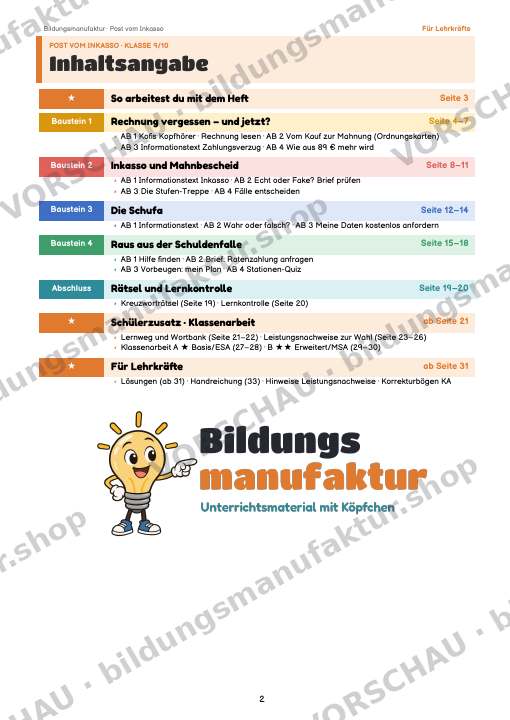 Bildungsmanufaktur · Post vom Inkasso
Für Lehrkräfte
POST VOM INKASSO · KLASSE 9/10
Inhaltsangabe
★ So arbeitest du mit dem Heft Seite 3
Baustein 1 Rechnung vergessen – und jetzt? Seite 4–7
· AB 1 Kofis Kopfhörer · Rechnung lesen · AB 2 Vom Kauf zur Mahnung (Ordnungskarten)
· AB 3 Informationstext Zahlungsverzug · AB 4 Wie aus 89 € mehr wird
Baustein 2 Inkasso und Mahnbescheid Seite 8–11
· AB 1 Informationstext Inkasso · AB 2 Echt oder Fake? Brief prüfen
· AB 3 Die Stufen-Treppe · AB 4 Fälle entscheiden
Baustein 3 Die Schufa Seite 12–14
· AB 1 Informationstext · AB 2 Wahr oder falsch? · AB 3 Meine Daten kostenlos anfordern
Baustein 4 Raus aus der Schuldenfalle Seite 15–18
· AB 1 Hilfe finden · AB 2 Brief: Ratenzahlung anfragen
· AB 3 Vorbeugen: mein Plan · AB 4 Stationen-Quiz
Abschluss Rätsel und Lernkontrolle Seite 19–20
· Kreuzworträtsel (Seite 19) · Lernkontrolle (Seite 20)
★ Schülerzusatz · Klassenarbeit ab Seite 21
· Lernweg und Wortbank (Seite 21–22) · Leistungsnachweise zur Wahl (Seite 23–26)
· Klassenarbeit A ★ Basis/ESA (27–28) · B ★★ Erweitert/MSA (29–30)
★ Für Lehrkräfte ab Seite 31
· Lösungen (ab 31) · Handreichung (33) · Hinweise Leistungsnachweise · Korrekturbögen KA
Bildungs
manufaktur
Unterrichtsmaterial mit Köpfchen
VORSCHAU · bildungsmanufaktur.shop
2